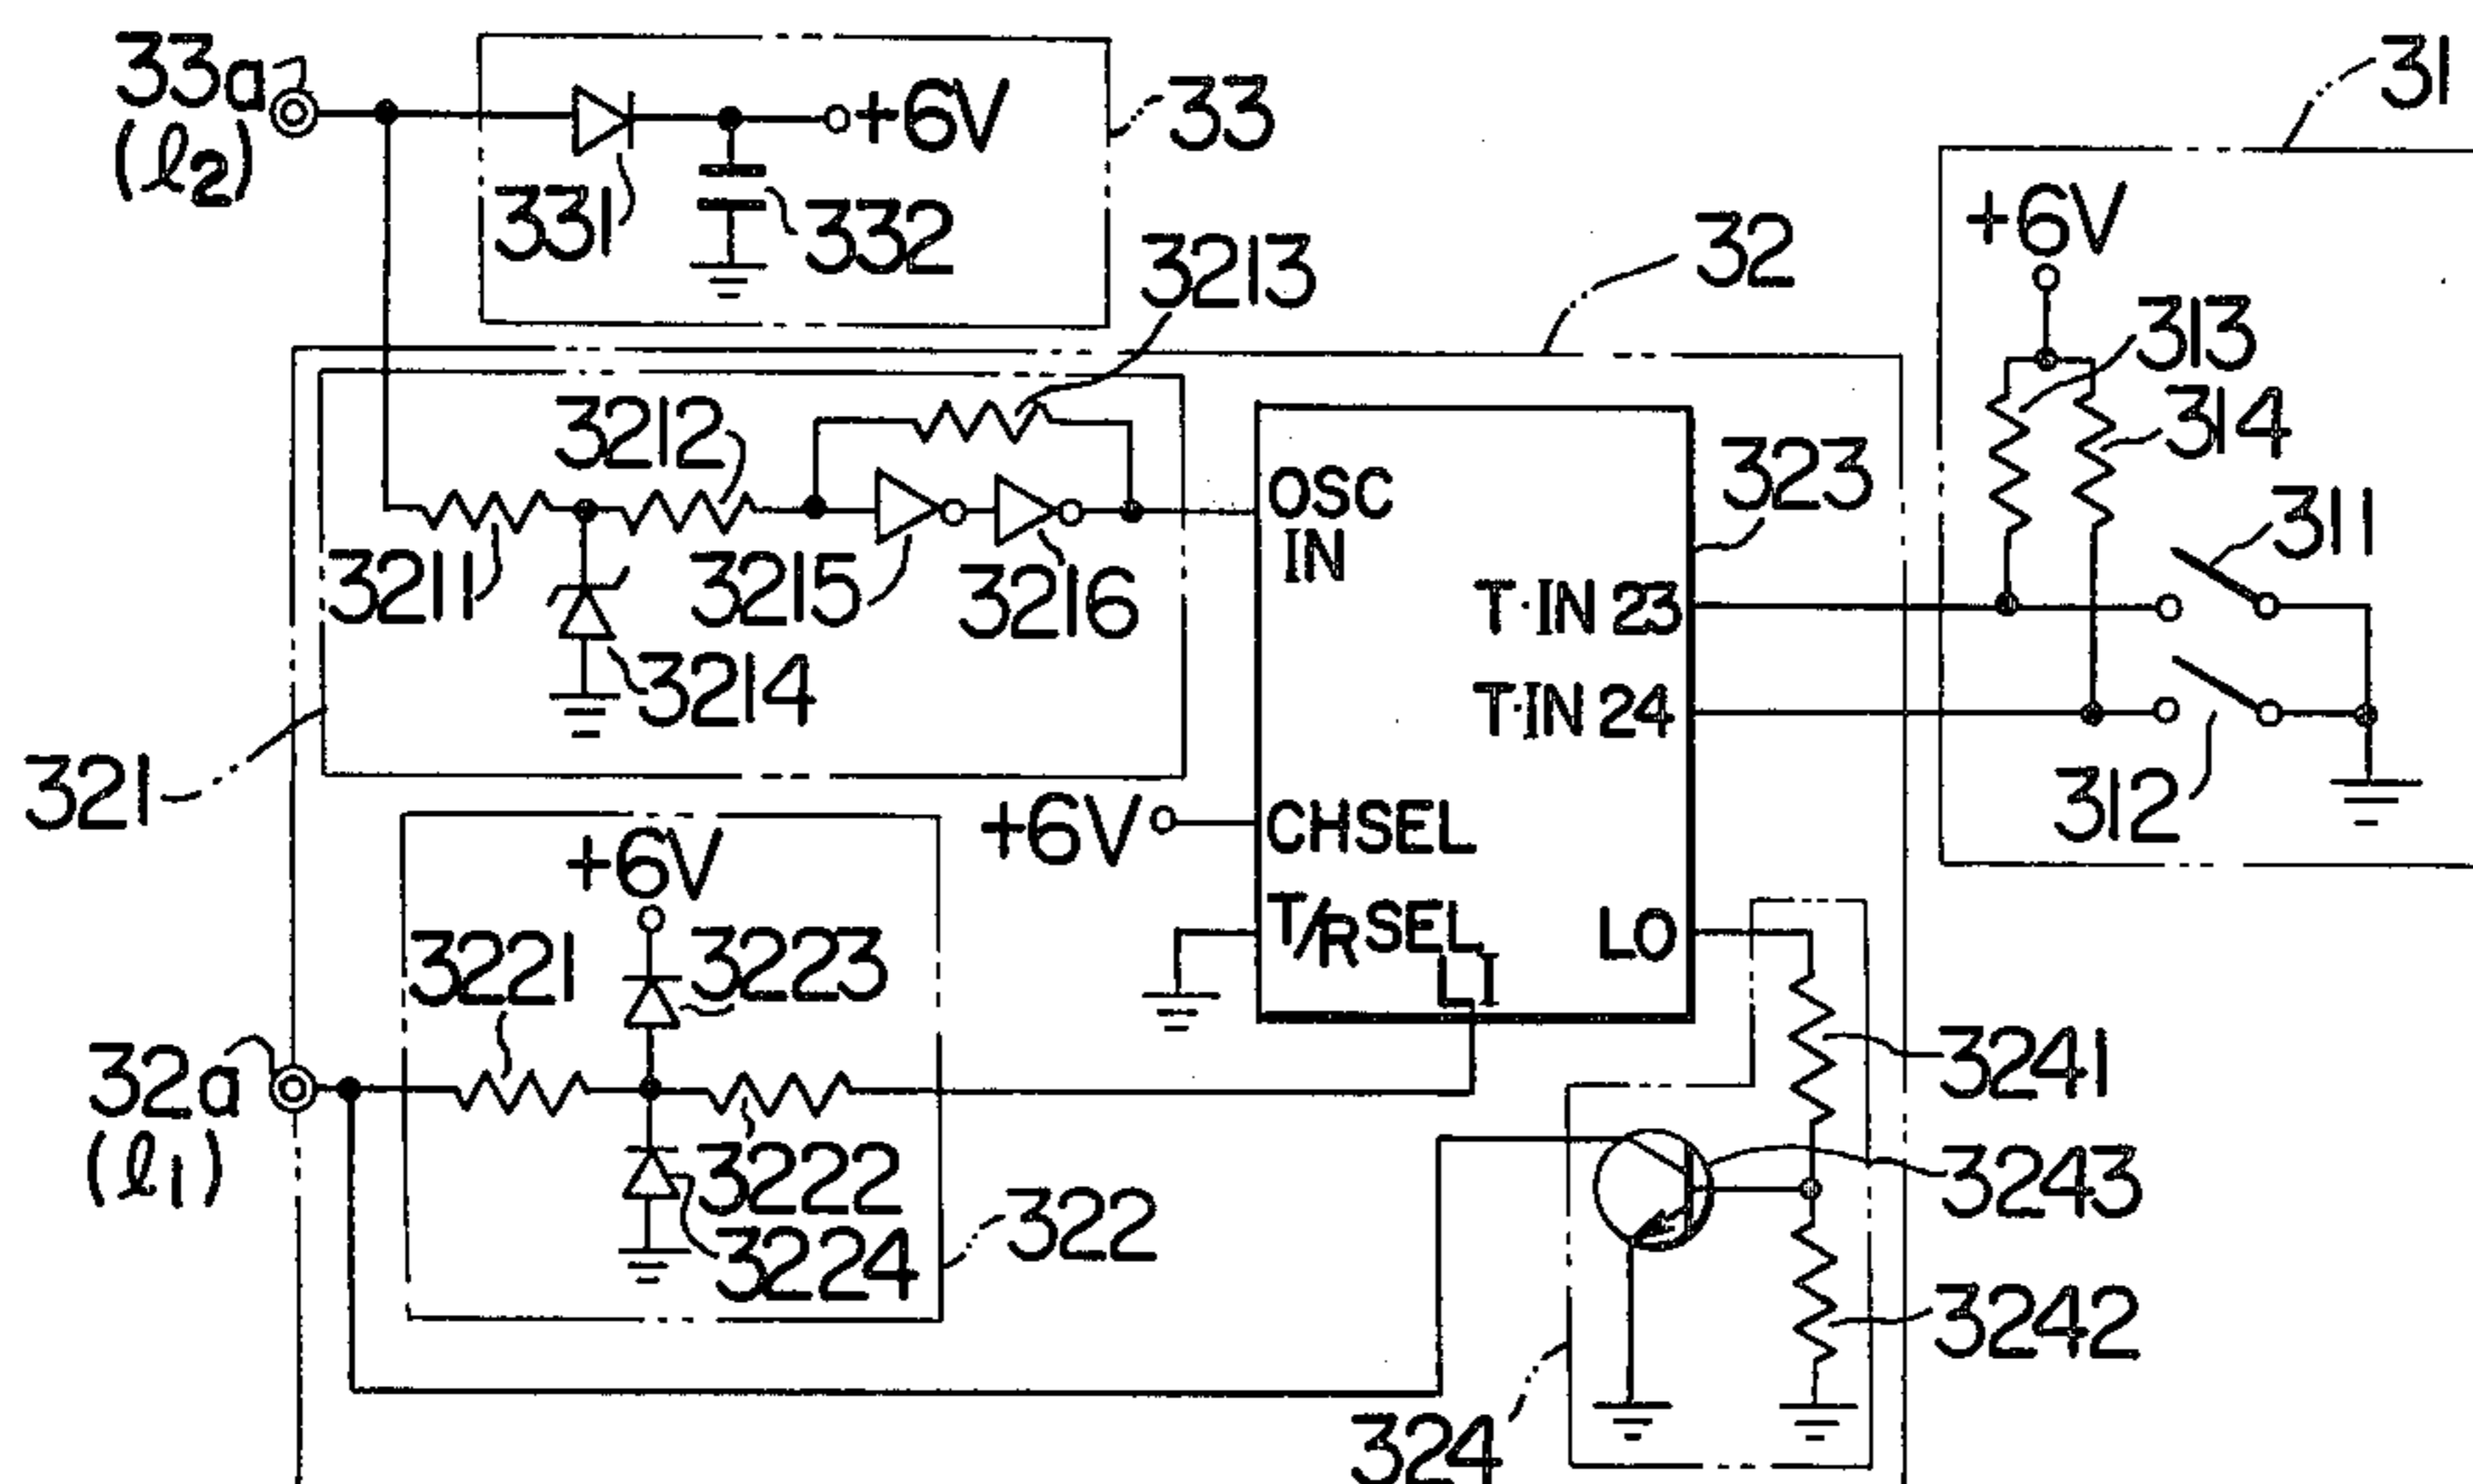 33a
(ℓ2)
+6V
33
31
331
332
3213
32
+6V
313
3212
314
OSC
IN
323
311
3211
3215
3216
T·IN 23
3214
T·IN 24
321
+6V
CHSEL
312
+6V
3221
3223
T/R SEL
LO
LI
32a
(ℓ1)
3241
3222
3243
322
3224
3242
324